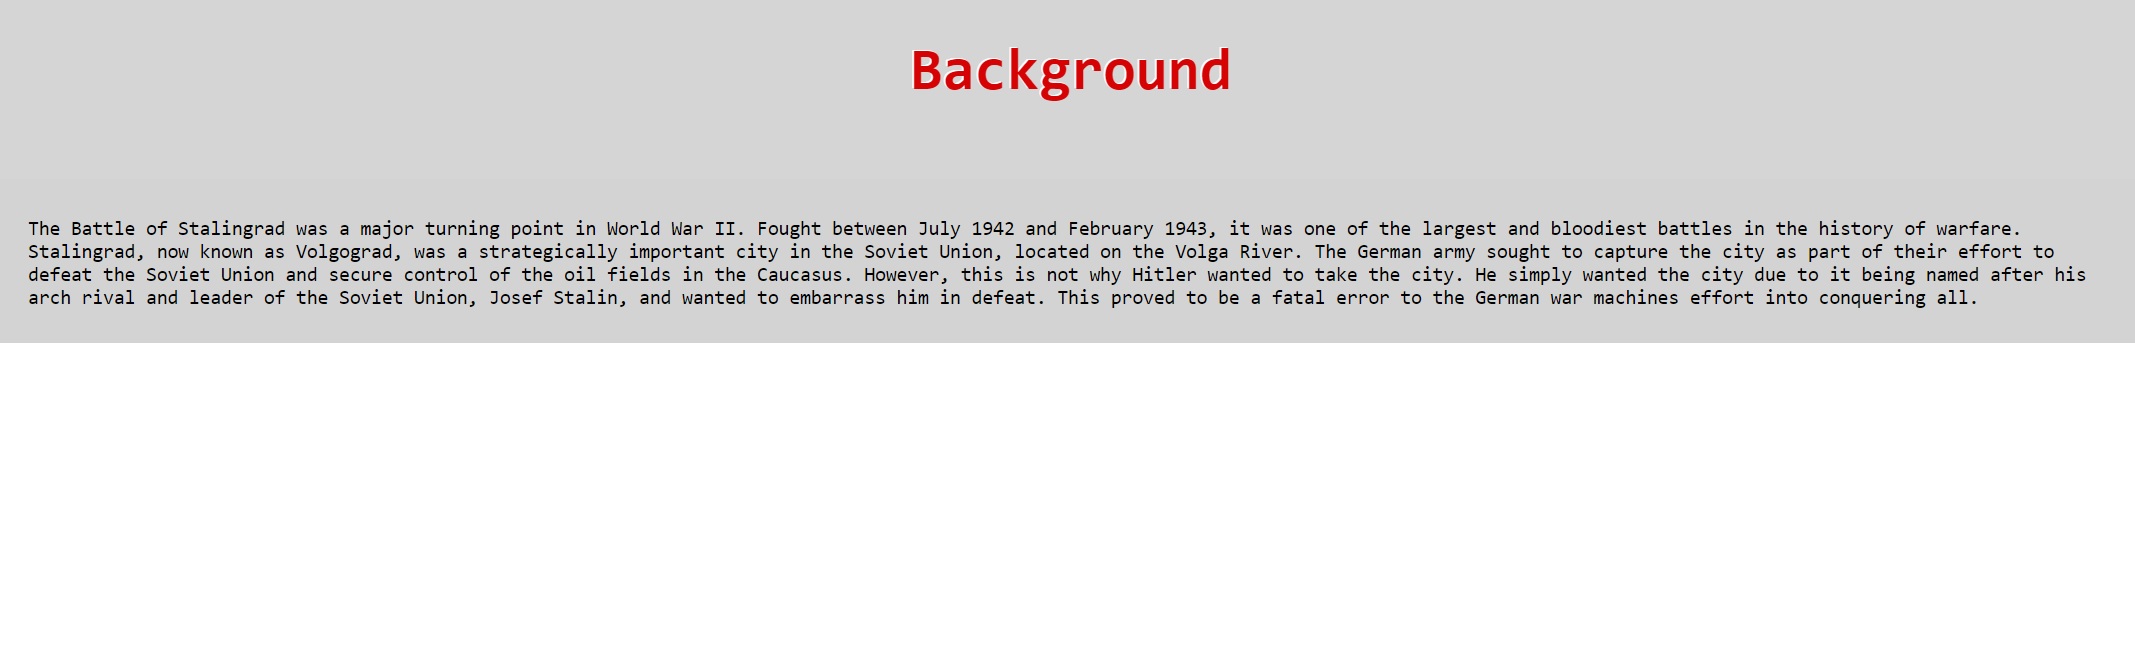 Background
The Battle of Stalingrad was a major turning point in World War II. Fought between July 1942 and February 1943, it was one of the largest and bloodiest battles in the history of warfare.
Stalingrad, now known as Volgograd, was a strategically important city in the Soviet Union, located on the Volga River. The German army sought to capture the city as part of their effort to
defeat the Soviet Union and secure control of the oil fields in the Caucasus. However, this is not why Hitler wanted to take the city. He simply wanted the city due to it being named after his
arch rival and leader of the Soviet Union, Josef Stalin, and wanted to embarrass him in defeat. This proved to be a fatal error to the German war machines effort into conquering all.